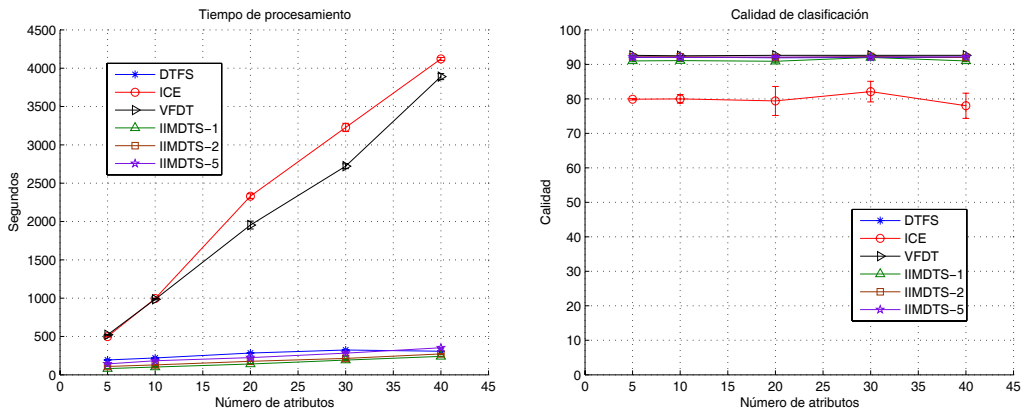 Tiempo de procesamiento
4500
4000
3500
3000
2500
2000
1500
1000
500
0
Segundos
DTFS
ICE
VFDT
IIMDTS−1
IIMDTS−2
IIMDTS−5
0 5 10 15 20 25 30 35 40 45
Número de atributos
Calidad de clasificación
100
90
80
70
60
50
40
30
20
10
0
Calidad
DTFS
ICE
VFDT
IIMDTS−1
IIMDTS−2
IIMDTS−5
0 5 10 15 20 25 30 35 40 45
Número de atributos